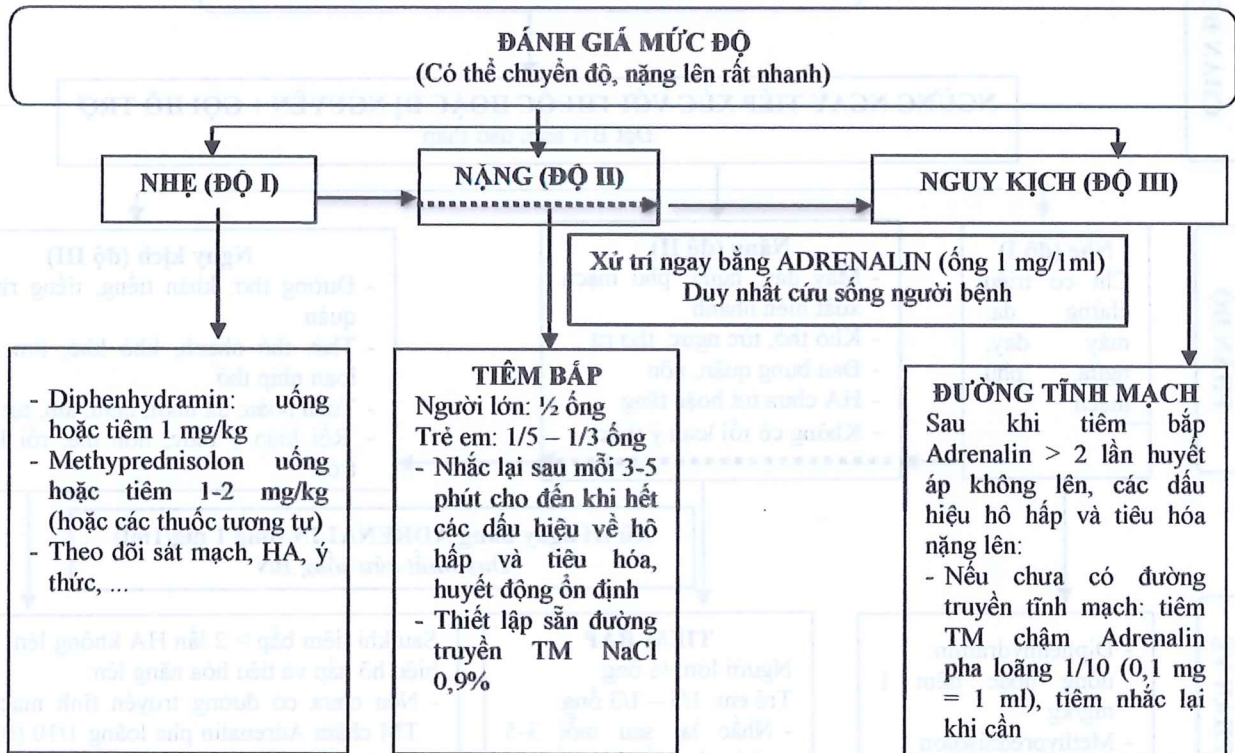 ĐÁNH GIÁ MỨC ĐỘ
(Có thể chuyển độ, nặng lên rất nhanh)
NHẸ (ĐỘ I)
NẶNG (ĐỘ II)
NGUY KỊCH (ĐỘ III)
Xử trí ngay bằng ADRENALIN (ống 1 mg/1ml)
Duy nhất cứu sống người bệnh
- Diphenhydramin: uống
hoặc tiêm 1 mg/kg
- Methyprednisolon uống
hoặc tiêm 1-2 mg/kg
(hoặc các thuốc tương tự)
- Theo dõi sát mạch, HA, ý
thức, ...
TIÊM BẮP
Người lớn: ½ ống
Trẻ em: 1/5 – 1/3 ống
- Nhắc lại sau mỗi 3-5
phút cho đến khi hết
các dấu hiệu về hô
hấp và tiêu hóa,
huyết động ổn định
- Thiết lập sẵn đường
truyền TM NaCl
0,9%
ĐƯỜNG TĨNH MẠCH
Sau khi tiêm bắp
Adrenalin > 2 lần huyết
áp không lên, các dấu
hiệu hô hấp và tiêu hóa
nặng lên:
- Nếu chưa có đường
truyền tĩnh mạch: tiêm
TM chậm Adrenalin
pha loãng 1/10 (0,1 mg
= 1 ml), tiêm nhắc lại
khi cần